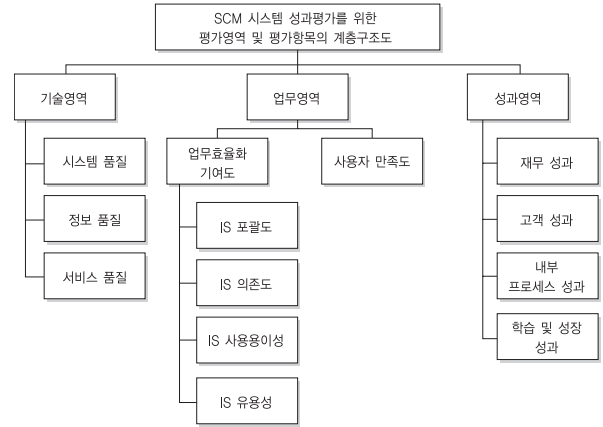 SCM 시스템 성과평가를 위한
평가영역 및 평가항목의 계층구조도
기술영역
업무영역
성과영역
시스템 품질
정보 품질
서비스 품질
업무효율화
기여도
사용자 만족도
IS 포괄도
IS 의존도
IS 사용용이성
IS 유용성
재무 성과
고객 성과
내부
프로세스 성과
학습 및 성장
성과